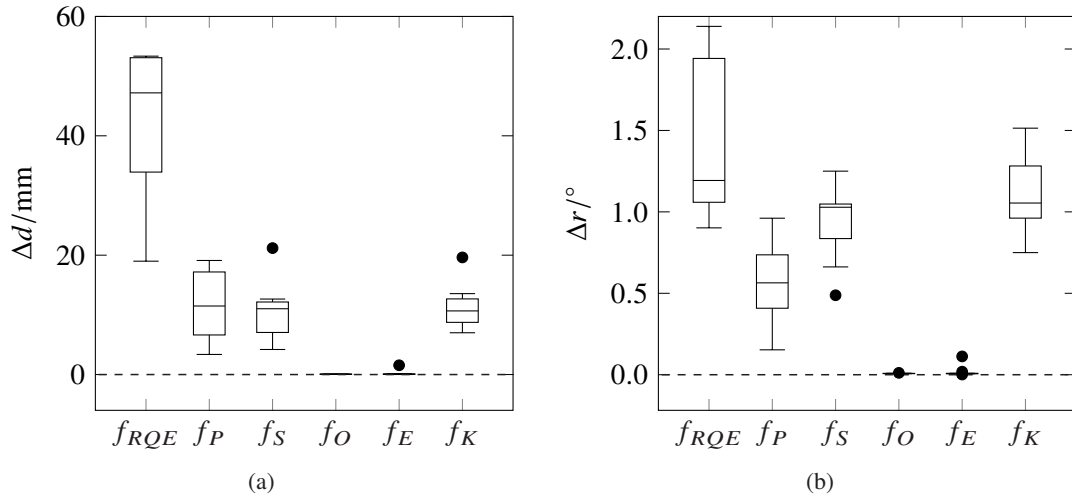 60
40
20
0
Δd/mm
f_RQE f_P f_S f_O f_E f_K
(a)
2.0
1.5
1.0
0.5
0.0
Δr/°
f_RQE f_P f_S f_O f_E f_K
(b)